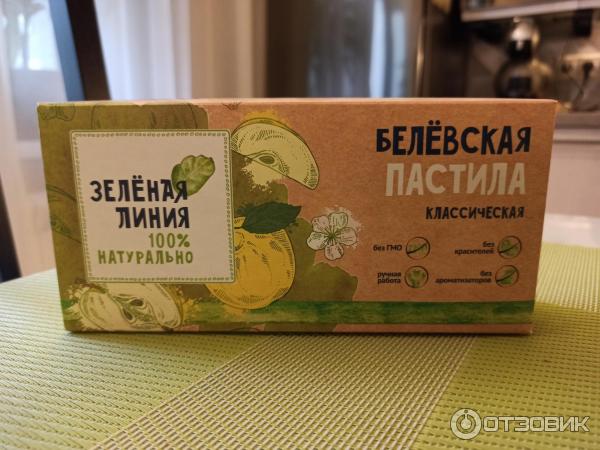 ЗЕЛЁНАЯ
ЛИНИЯ
100%
НАТУРАЛЬНО
БЕЛЁВСКАЯ
ПАСТИЛА
КЛАССИЧЕСКАЯ
без ГМО
без
красителей
ручная
работа
без
ароматизаторов
ОТЗОВИК